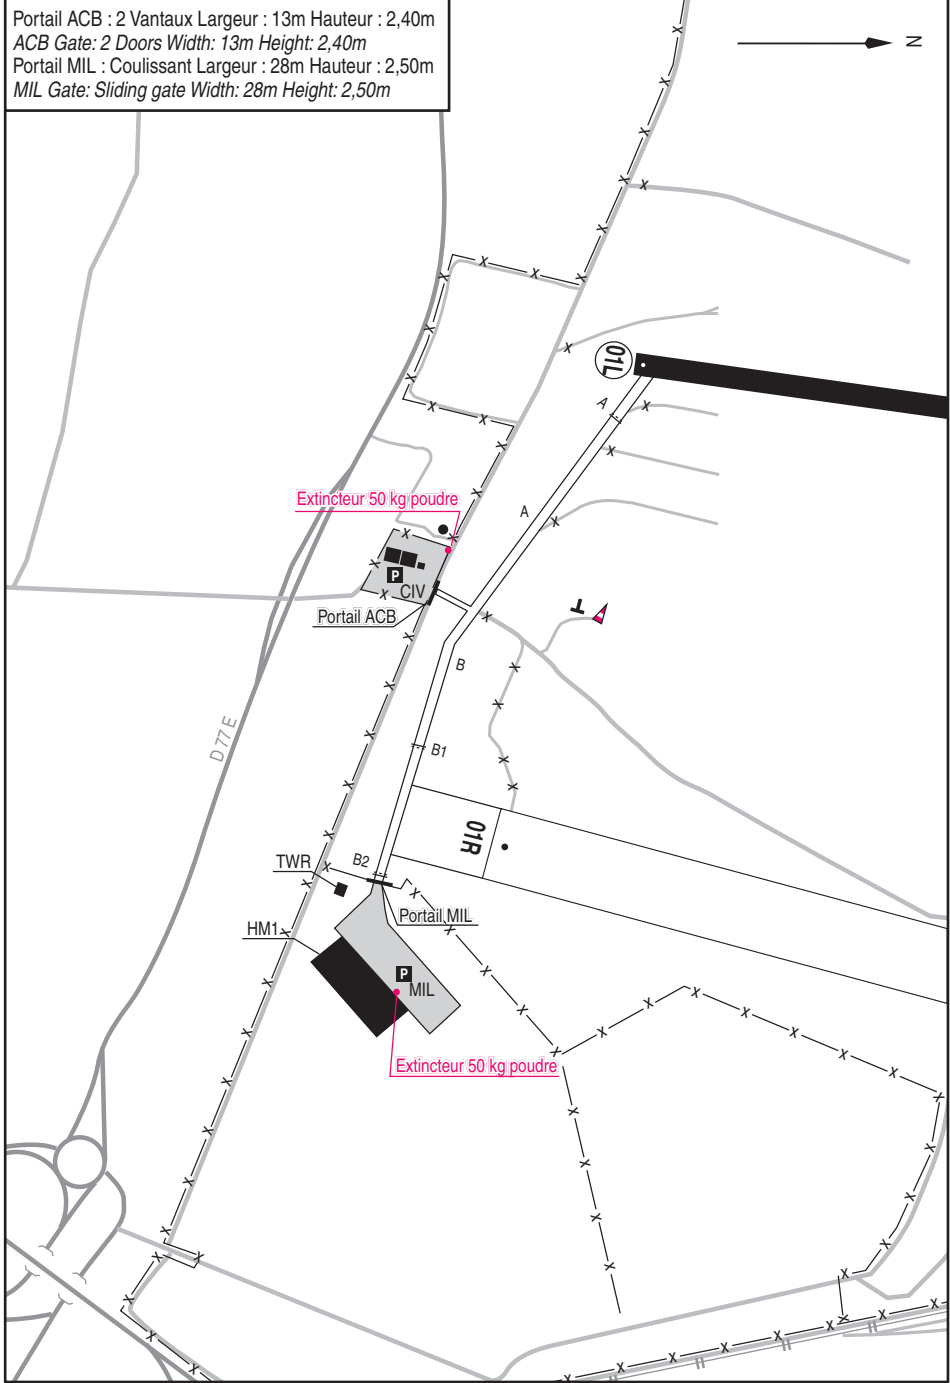 Portail ACB : 2 Vantaux Largeur : 13m Hauteur : 2,40m
ACB Gate: 2 Doors Width: 13m Height: 2,40m
Portail MIL : Coulissant Largeur : 28m Hauteur : 2,50m
MIL Gate: Sliding gate Width: 28m Height: 2,50m
N
01L
A
Extincteur 50 kg poudre
A
P
CIV
Portail ACB
B
D 77 E
B1
01R
B2
TWR
Portail MIL
HM1
P
MIL
Extincteur 50 kg poudre